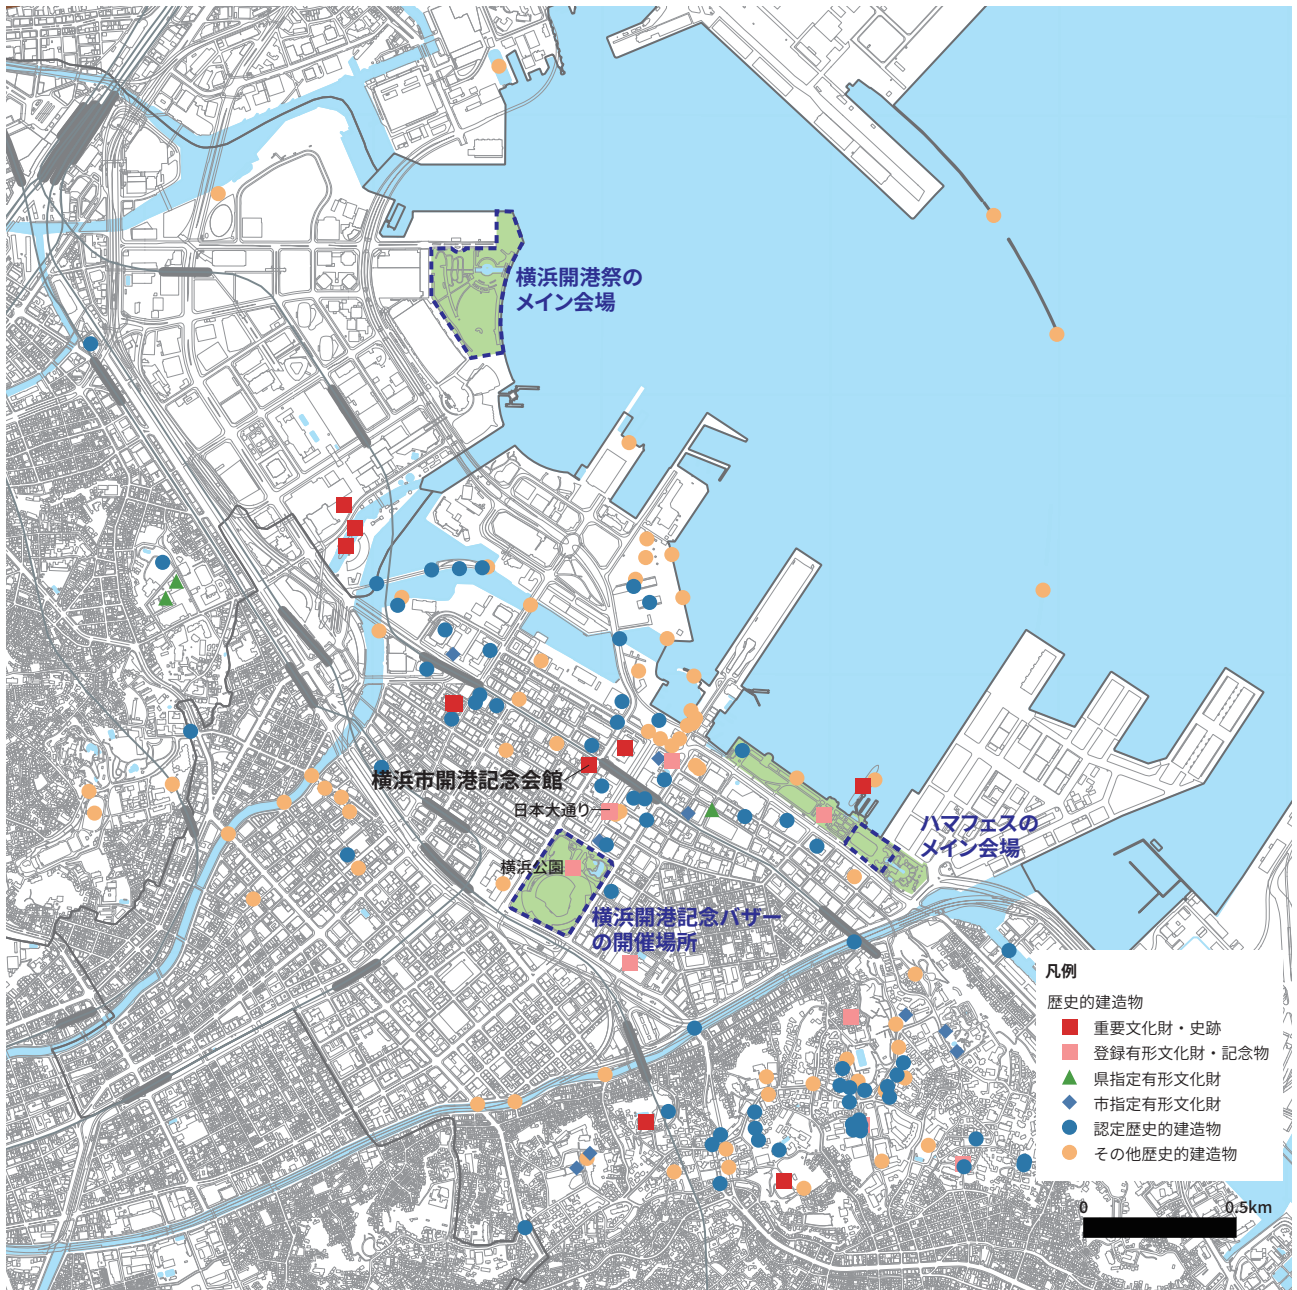 横浜開港祭の
メイン会場
横浜市開港記念会館
日本大通り
横浜公園
ハマフェスの
メイン会場
横浜開港記念バザー
の開催場所
凡例
歴史的建造物
重要文化財・史跡
登録有形文化財・記念物
県指定有形文化財
市指定有形文化財
認定歴史的建造物
その他歴史的建造物
0 0.5km